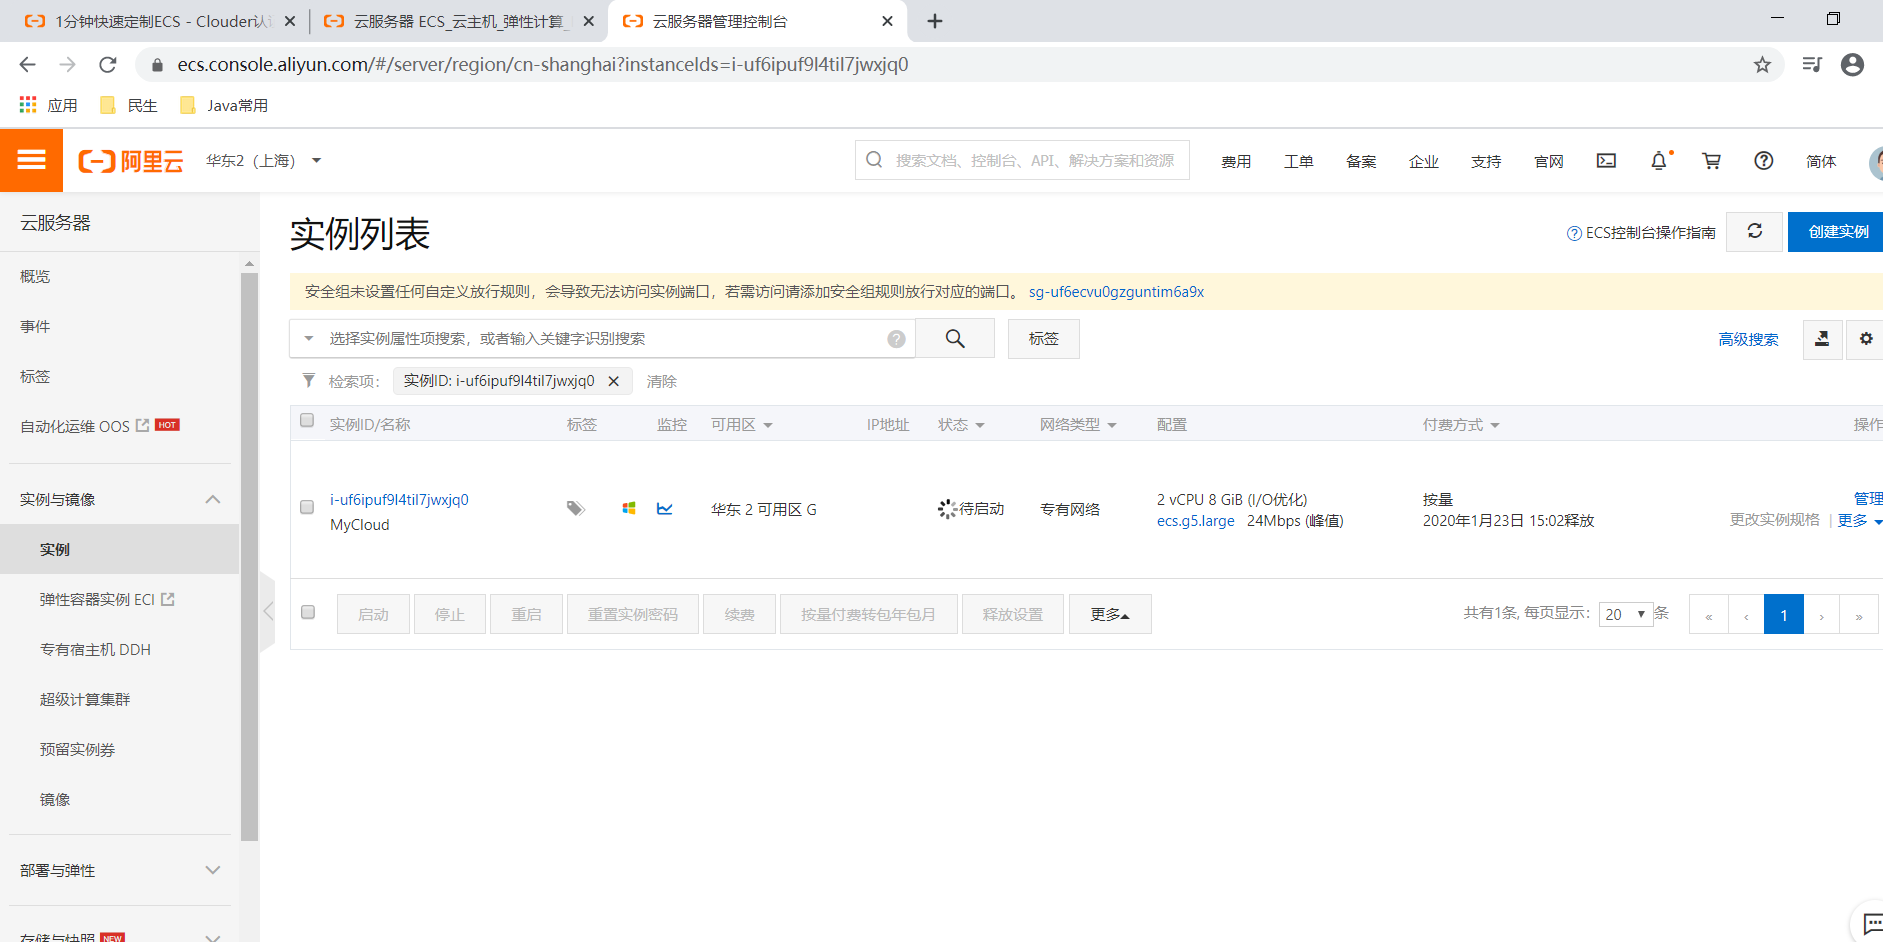 1分钟快速定制ECS - Clouder认
云服务器 ECS_云主机_弹性计算_
云服务器管理控制台
ecs.console.aliyun.com/#/server/region/cn-shanghai?instanceIds=i-uf6ipuf9l4til7jwxjq0
应用 民生 Java常用
阿里云 华东2（上海） 搜索文档、控制台、API、解决方案和资源 费用 工单 备案 企业 支持 官网 简体
云服务器
概览
事件
标签
自动化运维 OOS HOT
实例与镜像
实例
弹性容器实例 ECI
专有宿主机 DDH
超级计算集群
预留实例券
镜像
部署与弹性
存储与快照 NEW
实例列表
ECS控制台操作指南 创建实例
安全组未设置任何自定义放行规则，会导致无法访问实例端口，若需访问请添加安全组规则放行对应的端口。 sg-uf6ecvu0gzguntim6a9x
选择实例属性项搜索，或者输入关键字识别搜索 标签 高级搜索
检索项： 实例ID: i-uf6ipuf9l4til7jwxjq0 清除
实例ID/名称 标签 监控 可用区 IP地址 状态 网络类型 配置 付费方式 操作
i-uf6ipuf9l4til7jwxjq0
MyCloud
华东 2 可用区 G
待启动
专有网络
2 vCPU 8 GiB (I/O优化)
ecs.g5.large 24Mbps (峰值)
按量
2020年1月23日 15:02释放
管理
更改实例规格 | 更多
启动 停止 重启 重置实例密码 续费 按量付费转包年包月 释放设置 更多
共有1条, 每页显示： 20 条 « ‹ 1 › »